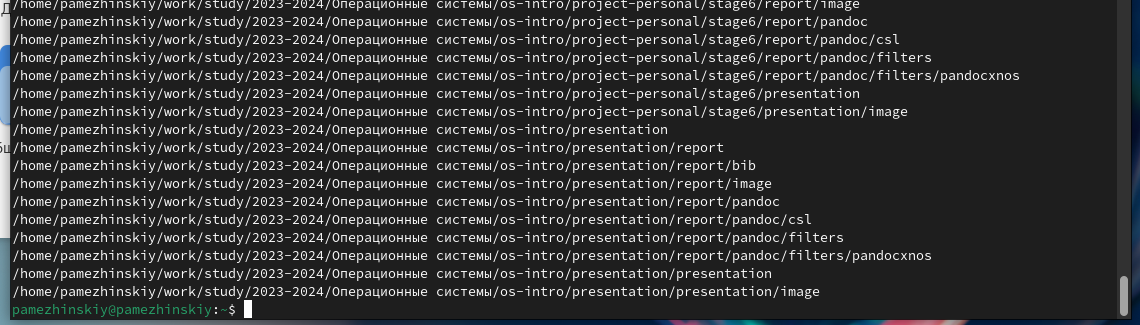 /home/pamezhinskiy/work/study/2023-2024/Операционные системы/os-intro/project-personal/stage6/report/image
/home/pamezhinskiy/work/study/2023-2024/Операционные системы/os-intro/project-personal/stage6/report/pandoc
/home/pamezhinskiy/work/study/2023-2024/Операционные системы/os-intro/project-personal/stage6/report/pandoc/csl
/home/pamezhinskiy/work/study/2023-2024/Операционные системы/os-intro/project-personal/stage6/report/pandoc/filters
/home/pamezhinskiy/work/study/2023-2024/Операционные системы/os-intro/project-personal/stage6/report/pandoc/filters/pandocxnos
/home/pamezhinskiy/work/study/2023-2024/Операционные системы/os-intro/project-personal/stage6/presentation
/home/pamezhinskiy/work/study/2023-2024/Операционные системы/os-intro/project-personal/stage6/presentation/image
/home/pamezhinskiy/work/study/2023-2024/Операционные системы/os-intro/presentation
/home/pamezhinskiy/work/study/2023-2024/Операционные системы/os-intro/presentation/report
/home/pamezhinskiy/work/study/2023-2024/Операционные системы/os-intro/presentation/report/bib
/home/pamezhinskiy/work/study/2023-2024/Операционные системы/os-intro/presentation/report/image
/home/pamezhinskiy/work/study/2023-2024/Операционные системы/os-intro/presentation/report/pandoc
/home/pamezhinskiy/work/study/2023-2024/Операционные системы/os-intro/presentation/report/pandoc/csl
/home/pamezhinskiy/work/study/2023-2024/Операционные системы/os-intro/presentation/report/pandoc/filters
/home/pamezhinskiy/work/study/2023-2024/Операционные системы/os-intro/presentation/report/pandoc/filters/pandocxnos
/home/pamezhinskiy/work/study/2023-2024/Операционные системы/os-intro/presentation/presentation
/home/pamezhinskiy/work/study/2023-2024/Операционные системы/os-intro/presentation/presentation/image
pamezhinskiy@pamezhinskiy:~$